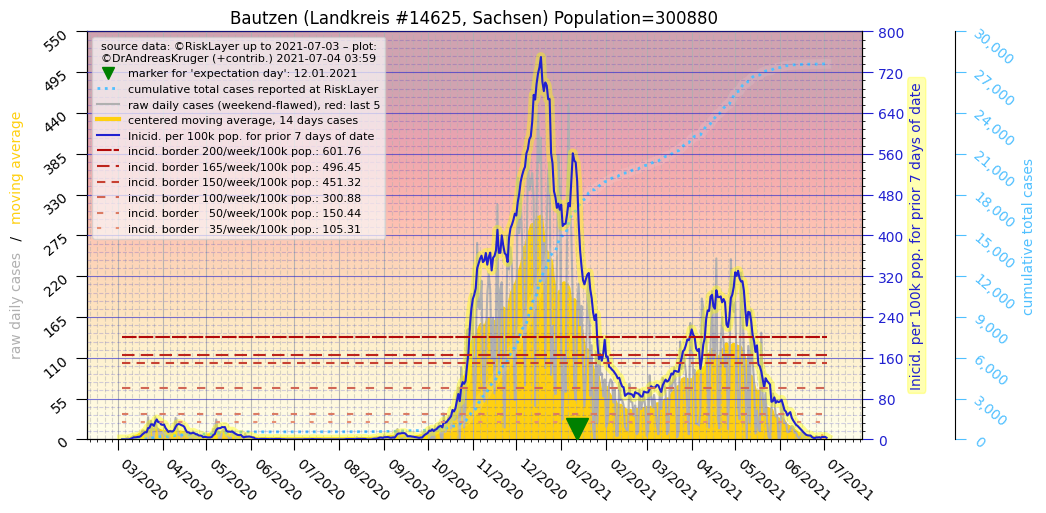 Bautzen (Landkreis #14625, Sachsen) Population=300880
source data: ©RiskLayer up to 2021-07-03 – plot:
©DrAndreasKruger (+contrib.) 2021-07-04 03:59
marker for 'expectation day': 12.01.2021
cumulative total cases reported at RiskLayer
raw daily cases (weekend-flawed), red: last 5
centered moving average, 14 days cases
Inicid. per 100k pop. for prior 7 days of date
incid. border 200/week/100k pop.: 601.76
incid. border 165/week/100k pop.: 496.45
incid. border 150/week/100k pop.: 451.32
incid. border 100/week/100k pop.: 300.88
incid. border   50/week/100k pop.: 150.44
incid. border   35/week/100k pop.: 105.31
raw daily cases / moving average
550
495
440
385
330
275
220
165
110
55
0
03/2020
04/2020
05/2020
06/2020
07/2020
08/2020
09/2020
10/2020
11/2020
12/2020
01/2021
02/2021
03/2021
04/2021
05/2021
06/2021
07/2021
800
720
640
560
480
400
320
240
160
80
0
Inicid. per 100k pop. for prior 7 days of date
30,000
27,000
24,000
21,000
18,000
15,000
12,000
9,000
6,000
3,000
0
cumulative total cases